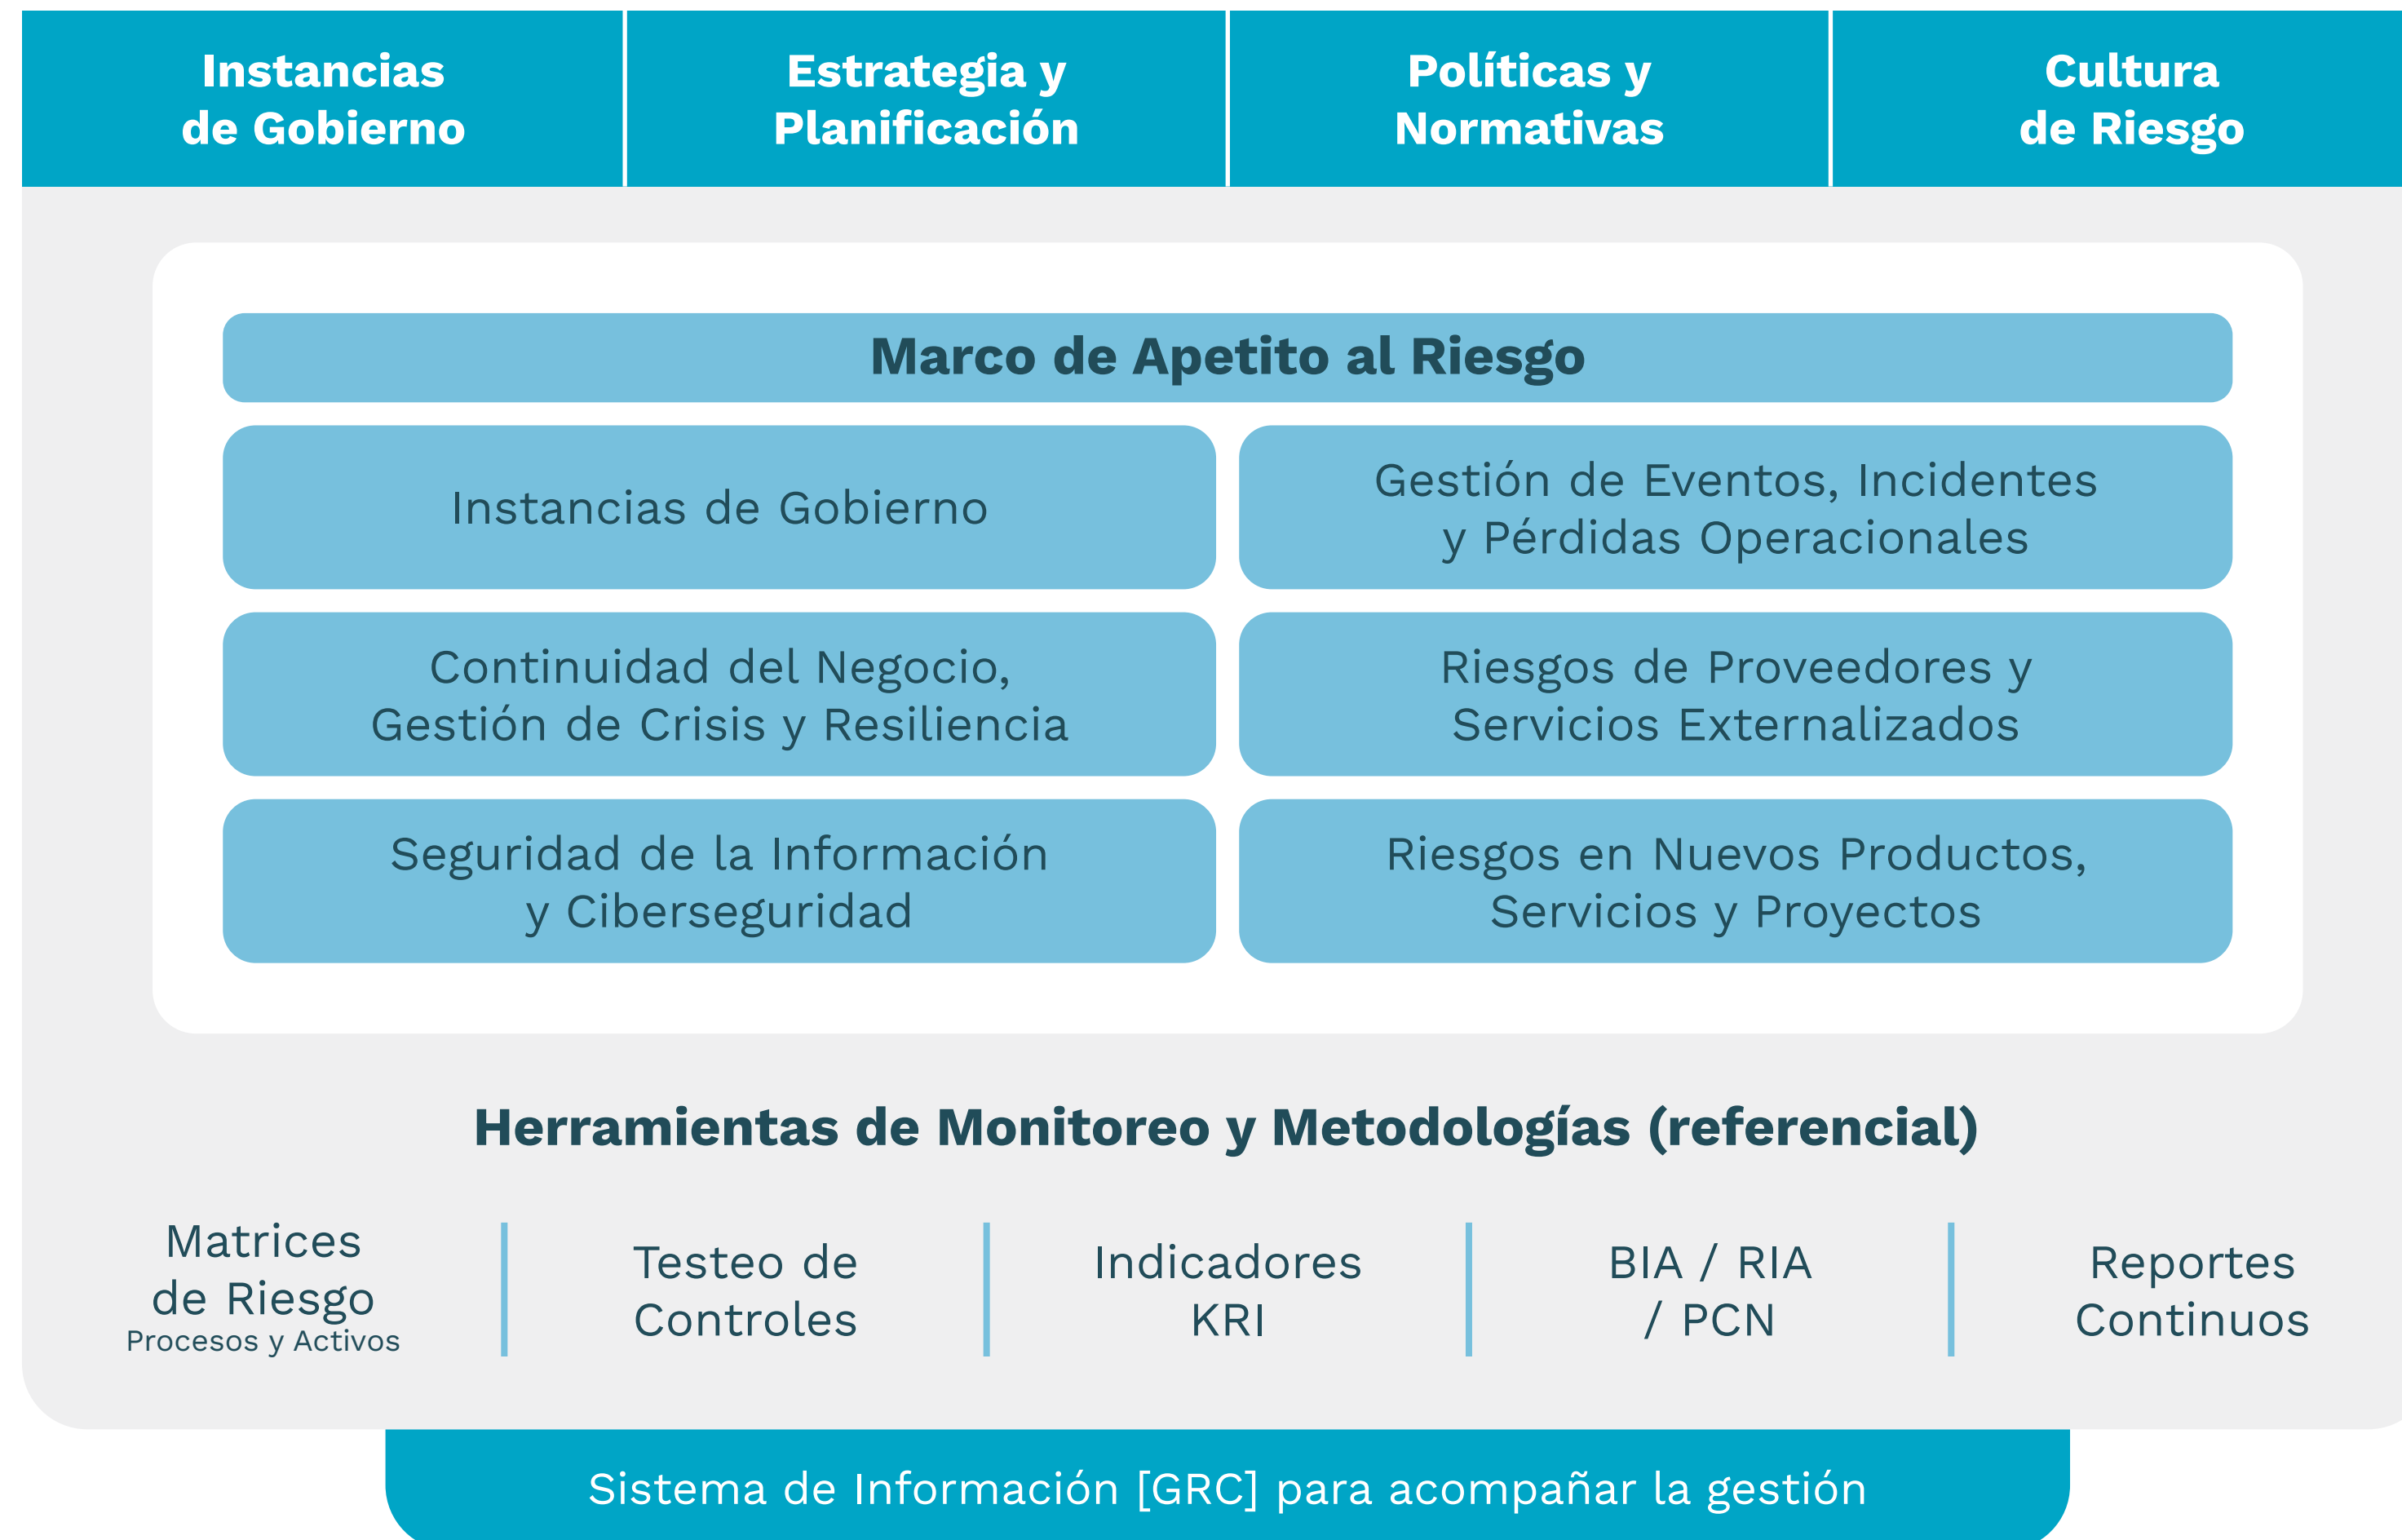 Instancias
de Gobierno
Estrategia y
Planificación
Políticas y
Normativas
Cultura
de Riesgo
Marco de Apetito al Riesgo
Instancias de Gobierno
Gestión de Eventos, Incidentes
y Pérdidas Operacionales
Continuidad del Negocio,
Gestión de Crisis y Resiliencia
Riesgos de Proveedores y
Servicios Externalizados
Seguridad de la Información
y Ciberseguridad
Riesgos en Nuevos Productos,
Servicios y Proyectos
Herramientas de Monitoreo y Metodologías (referencial)
Matrices
de Riesgo
Procesos y Activos
Testeo de
Controles
Indicadores
KRI
BIA / RIA
/ PCN
Reportes
Continuos
Sistema de Información [GRC] para acompañar la gestión